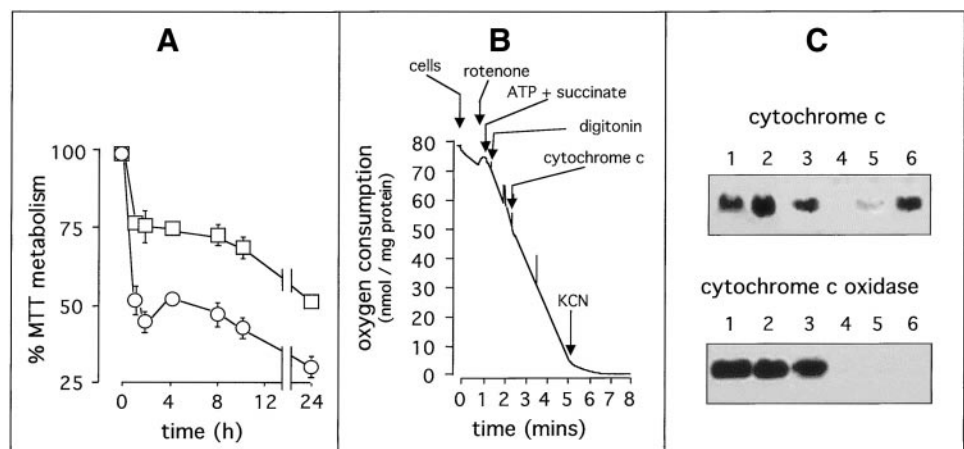 A
% MTT metabolism
100
75
50
25
0 4 8 12 24
time (h)
B
cells
rotenone
ATP + succinate
digitonin
cytochrome c
KCN
oxygen consumption
(nmol / mg protein)
80
70
60
50
40
30
20
10
0
0 1 2 3 4 5 6 7 8
time (mins)
C
cytochrome c
1 2 3 4 5 6
cytochrome c oxidase
1 2 3 4 5 6